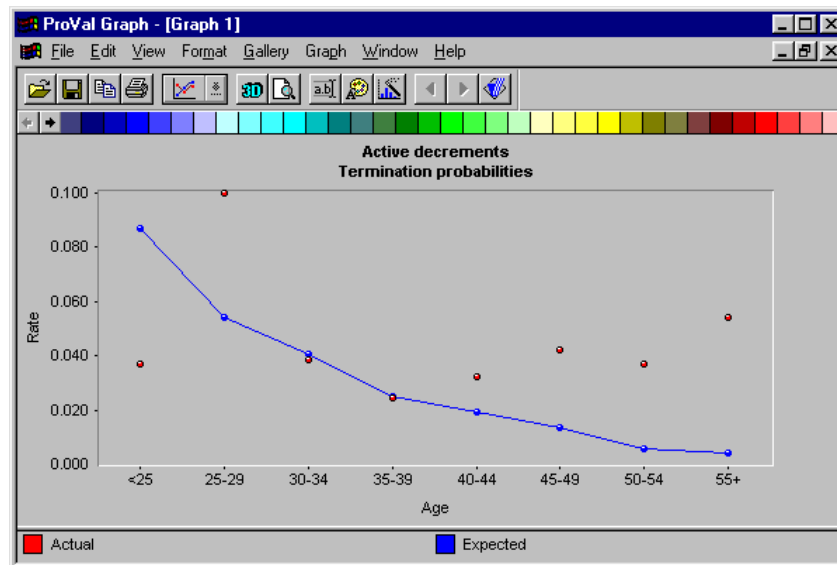 ProVal Graph - [Graph 1]
File Edit View Format Gallery Graph Window Help
3D a.b
Active decrements
Termination probabilities
0.100
0.080
0.060
0.040
0.020
0.000
Rate
<25 25-29 30-34 35-39 40-44 45-49 50-54 55+
Age
Actual Expected